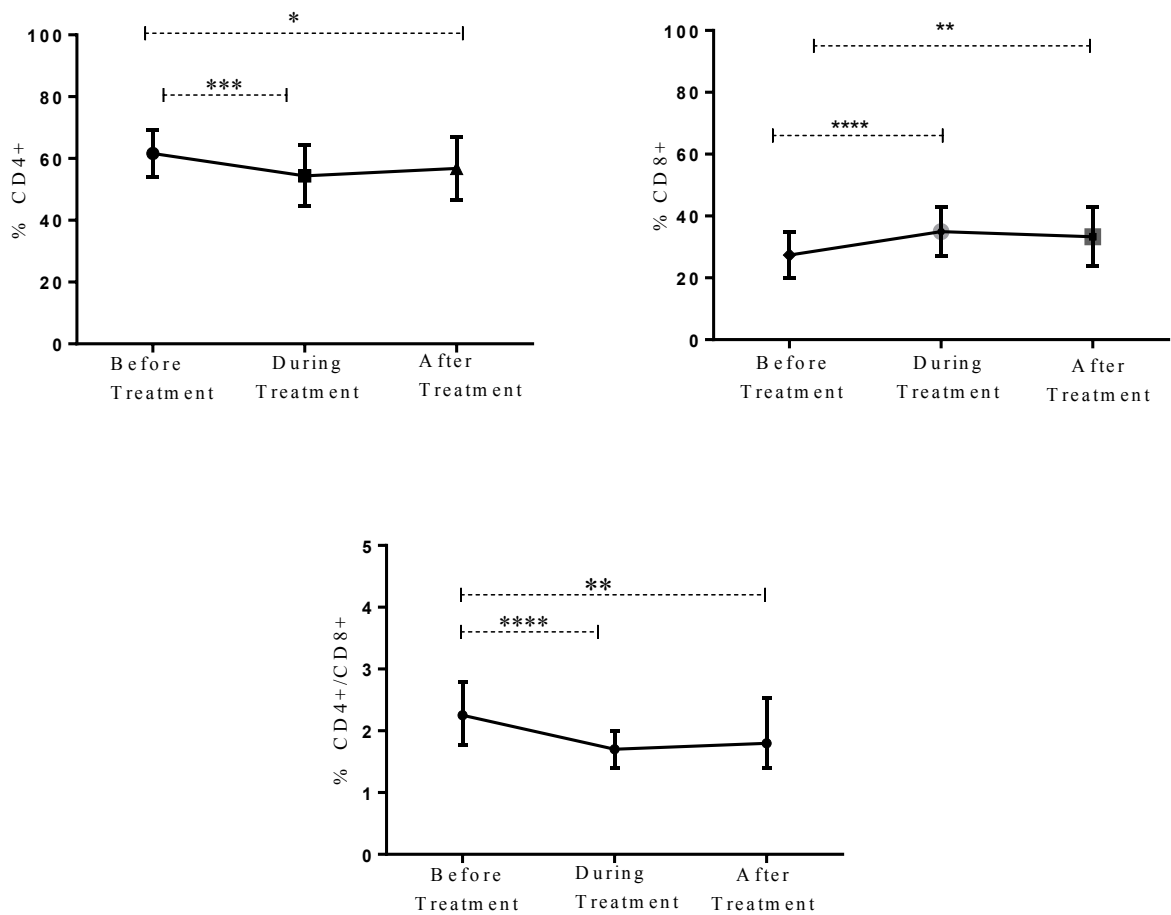 *
***
100
80
60
40
20
0
% CD4+
Before
Treatment
During
Treatment
After
Treatment
**
****
100
80
60
40
20
0
% CD8+
Before
Treatment
During
Treatment
After
Treatment
**
****
5
4
3
2
1
0
% CD4+/CD8+
Before
Treatment
During
Treatment
After
Treatment